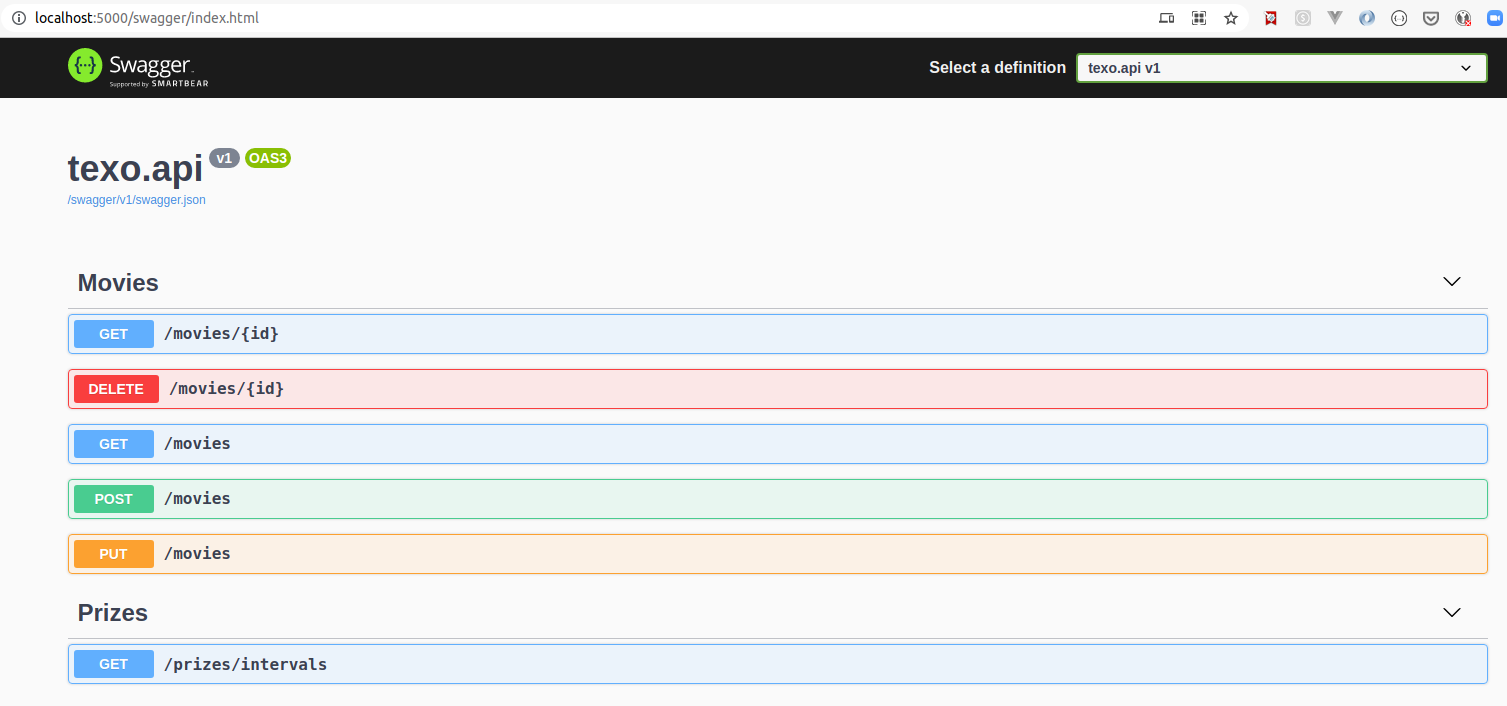 localhost:5000/swagger/index.html
{···} Swagger
Supported by SMARTBEAR
Select a definition texo.api v1
texo.api v1 OAS3
/swagger/v1/swagger.json
Movies
GET /movies/{id}
DELETE /movies/{id}
GET /movies
POST /movies
PUT /movies
Prizes
GET /prizes/intervals